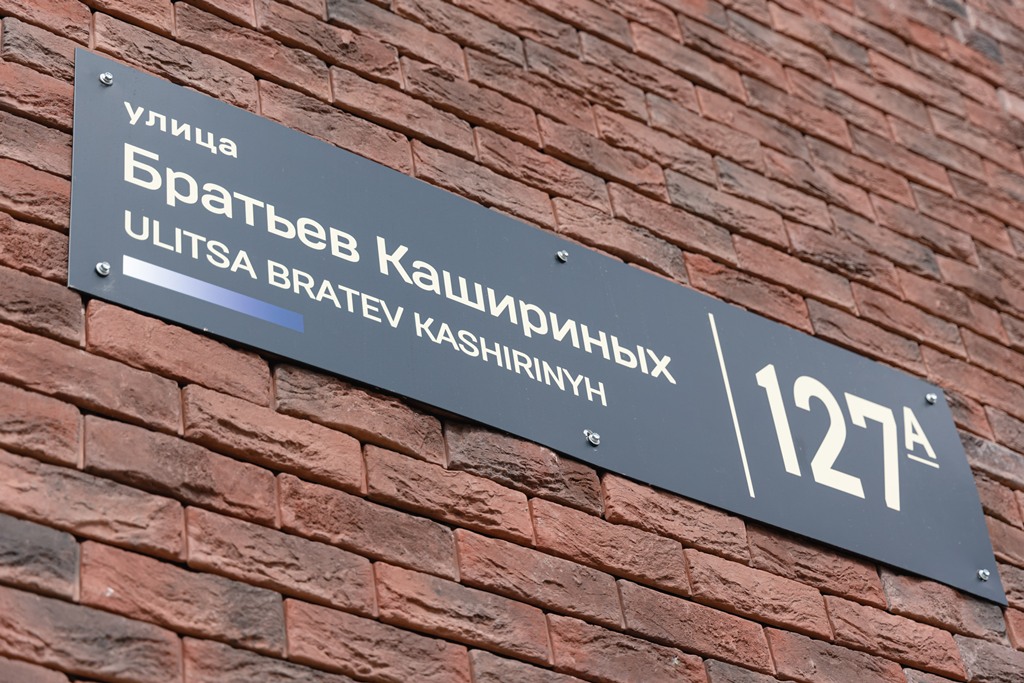 улица
Братьев Кашириных
ULITSA BRATEV KASHIRINYH
127А